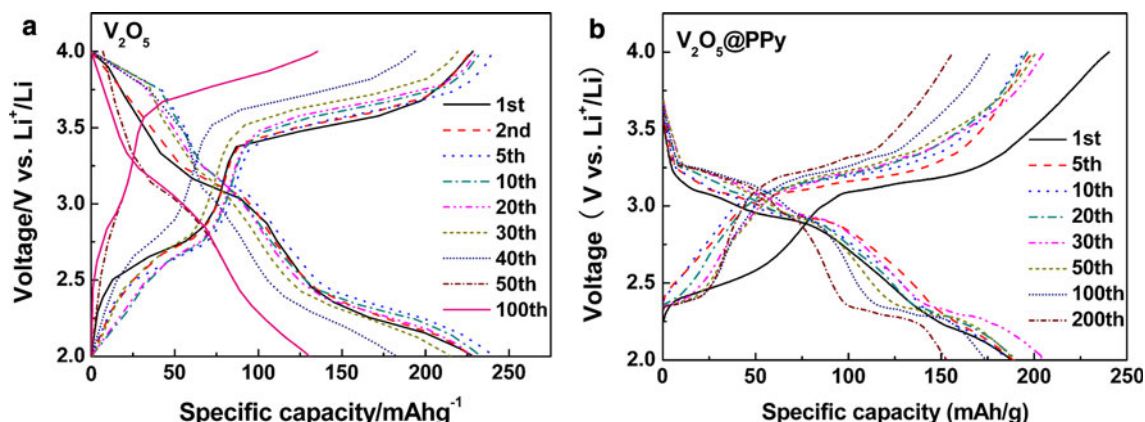 a
V₂O₅
Voltage/V vs. Li⁺/Li
4.0
3.5
3.0
2.5
2.0
0 50 100 150 200 250
Specific capacity/mAhg⁻¹
1st
2nd
5th
10th
20th
30th
40th
50th
100th
b
V₂O₅@PPy
Voltage ( V vs. Li⁺/Li)
4.0
3.5
3.0
2.5
2.0
0 50 100 150 200 250
Specific capacity (mAh/g)
1st
5th
10th
20th
30th
50th
100th
200th